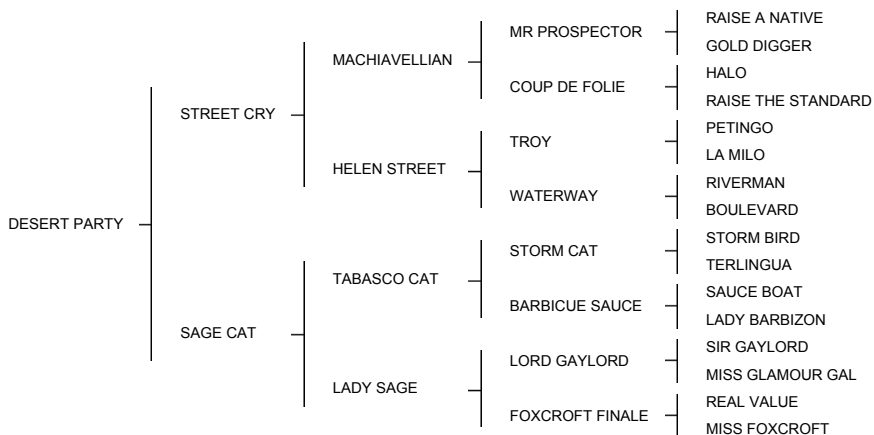 RAISE A NATIVE
MR PROSPECTOR
GOLD DIGGER
MACHIAVELLIAN
HALO
COUP DE FOLIE
RAISE THE STANDARD
STREET CRY
PETINGO
TROY
LA MILO
HELEN STREET
RIVERMAN
WATERWAY
BOULEVARD
DESERT PARTY
STORM BIRD
STORM CAT
TERLINGUA
TABASCO CAT
SAUCE BOAT
BARBICUE SAUCE
LADY BARBIZON
SAGE CAT
SIR GAYLORD
LORD GAYLORD
MISS GLAMOUR GAL
LADY SAGE
REAL VALUE
FOXCROFT FINALE
MISS FOXCROFT